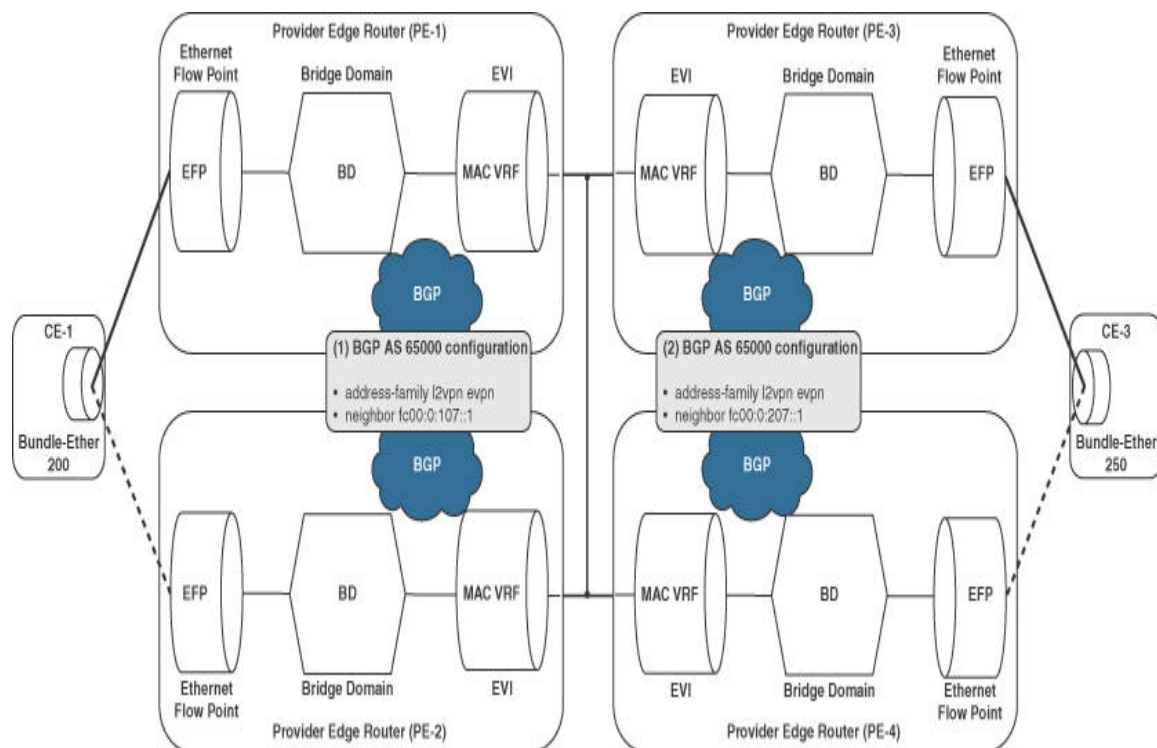 Provider Edge Router (PE-1)
Ethernet
Flow Point
Bridge Domain
EVI
EFP
BD
MAC VRF
Provider Edge Router (PE-3)
EVI
Bridge Domain
Ethernet
Flow Point
MAC VRF
BD
EFP
BGP
BGP
CE-1
Bundle-Ether
200
(1) BGP AS 65000 configuration
• address-family l2vpn evpn
• neighbor fc00:0:107::1
(2) BGP AS 65000 configuration
• address-family l2vpn evpn
• neighbor fc00:0:207::1
CE-3
Bundle-Ether
250
BGP
BGP
EFP
BD
MAC VRF
Ethernet
Flow Point
Bridge Domain
EVI
Provider Edge Router (PE-2)
MAC VRF
BD
EFP
EVI
Bridge Domain
Ethernet
Flow Point
Provider Edge Router (PE-4)